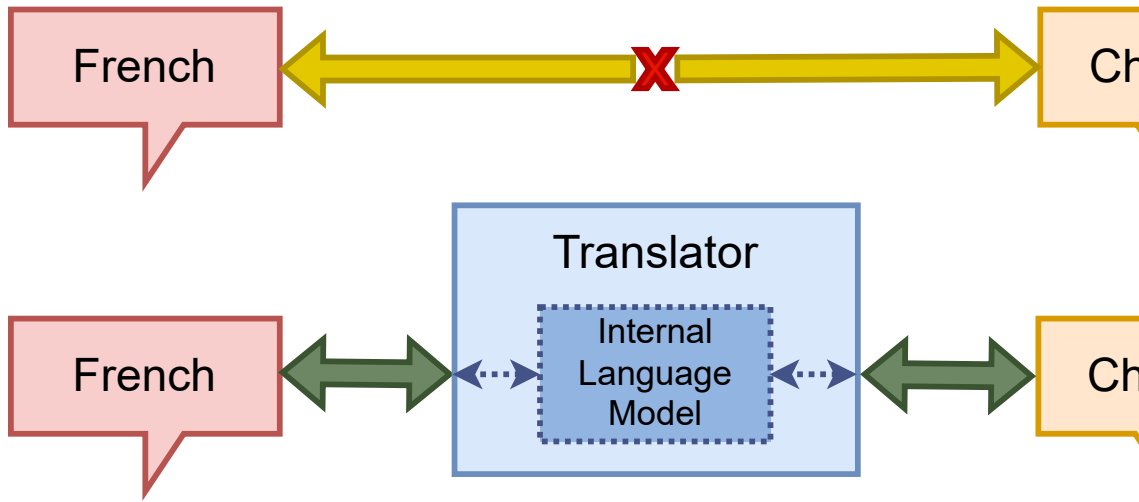 French
Ch
Translator
Internal
Language
Model
French
Ch